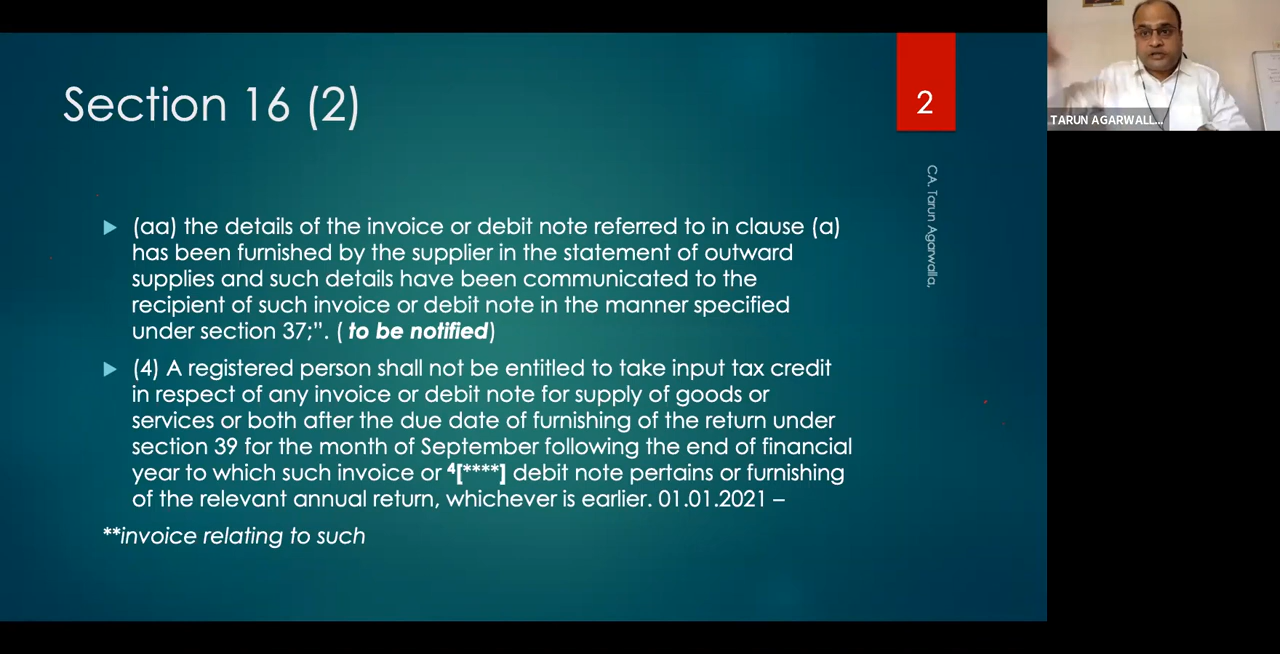 Section 16 (2)
2
TARUN AGARWALL...
CA. Tarun Agarwalla,
(aa) the details of the invoice or debit note referred to in clause (a)
has been furnished by the supplier in the statement of outward
supplies and such details have been communicated to the
recipient of such invoice or debit note in the manner specified
under section 37;”. ( to be notified)
(4) A registered person shall not be entitled to take input tax credit
in respect of any invoice or debit note for supply of goods or
services or both after the due date of furnishing of the return under
section 39 for the month of September following the end of financial
year to which such invoice or ⁴[****] debit note pertains or furnishing
of the relevant annual return, whichever is earlier. 01.01.2021 –
**invoice relating to such